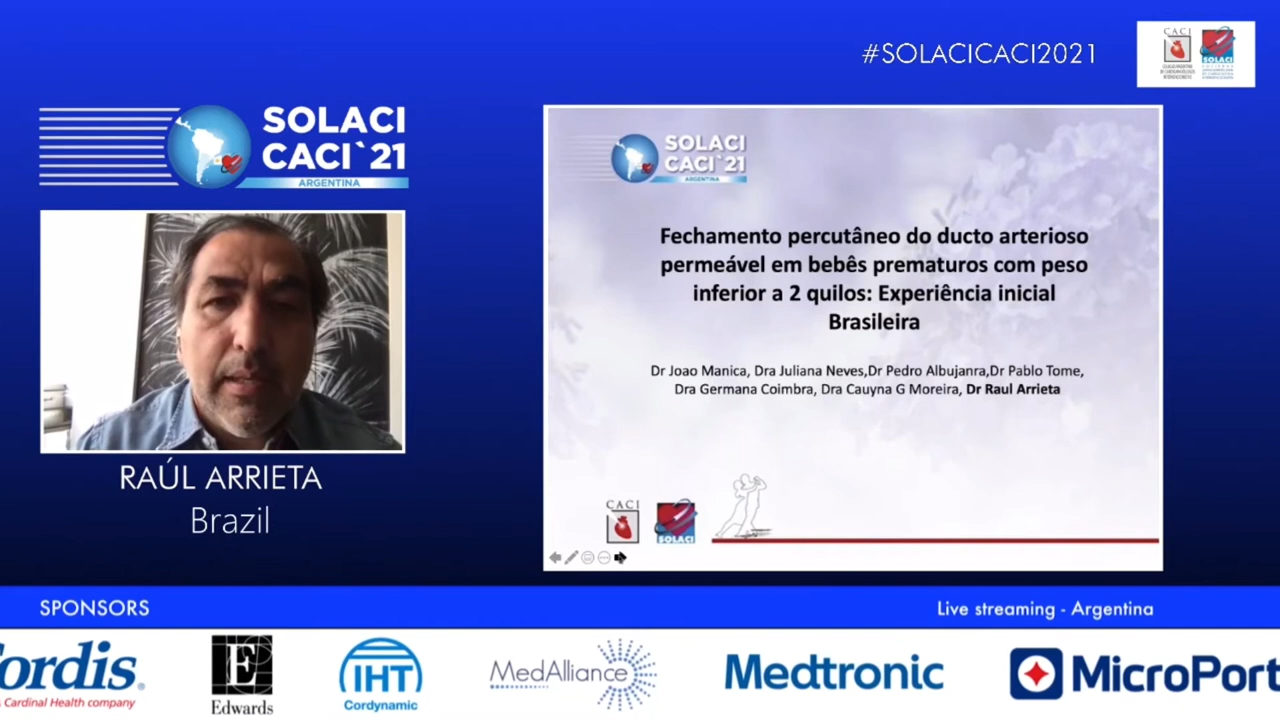 #SOLACICACI2021
CACI
SOLACI
SOLACI
CACI`21
ARGENTINA
RAÚL ARRIETA
Brazil
SOLACI
CACI`21
ARGENTINA
Fechamento percutâneo do ducto arterioso
permeável em bebês prematuros com peso
inferior a 2 quilos: Experiência inicial
Brasileira
Dr Joao Manica, Dra Juliana Neves,Dr Pedro Albujanra,Dr Pablo Tome,
Dra Germana Coimbra, Dra Cauyna G Moreira, Dr Raul Arrieta
CACI
SOLACI
SPONSORS
Live streaming - Argentina
ordis.
A Cardinal Health company
E
Edwards
IHT
Cordynamic
MedAlliance
Medtronic
MicroPort